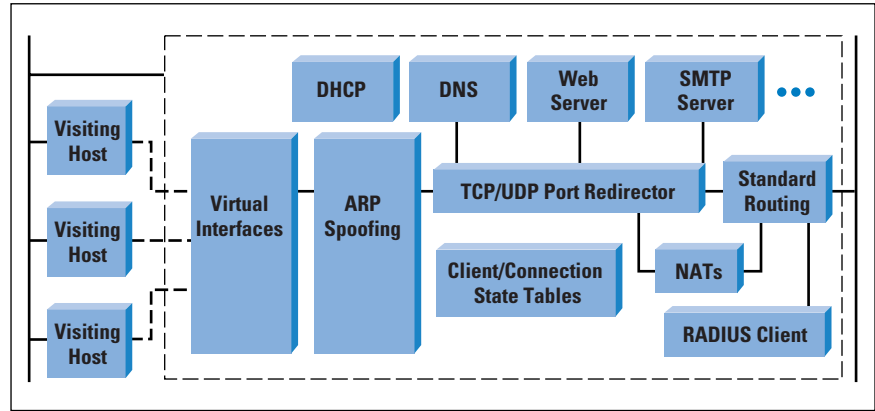 DHCP
DNS
Web
Server
SMTP
Server
Visiting
Host
Visiting
Host
Visiting
Host
Virtual
Interfaces
ARP
Spoofing
TCP/UDP Port Redirector
Standard
Routing
Client/Connection
State Tables
NATs
RADIUS Client